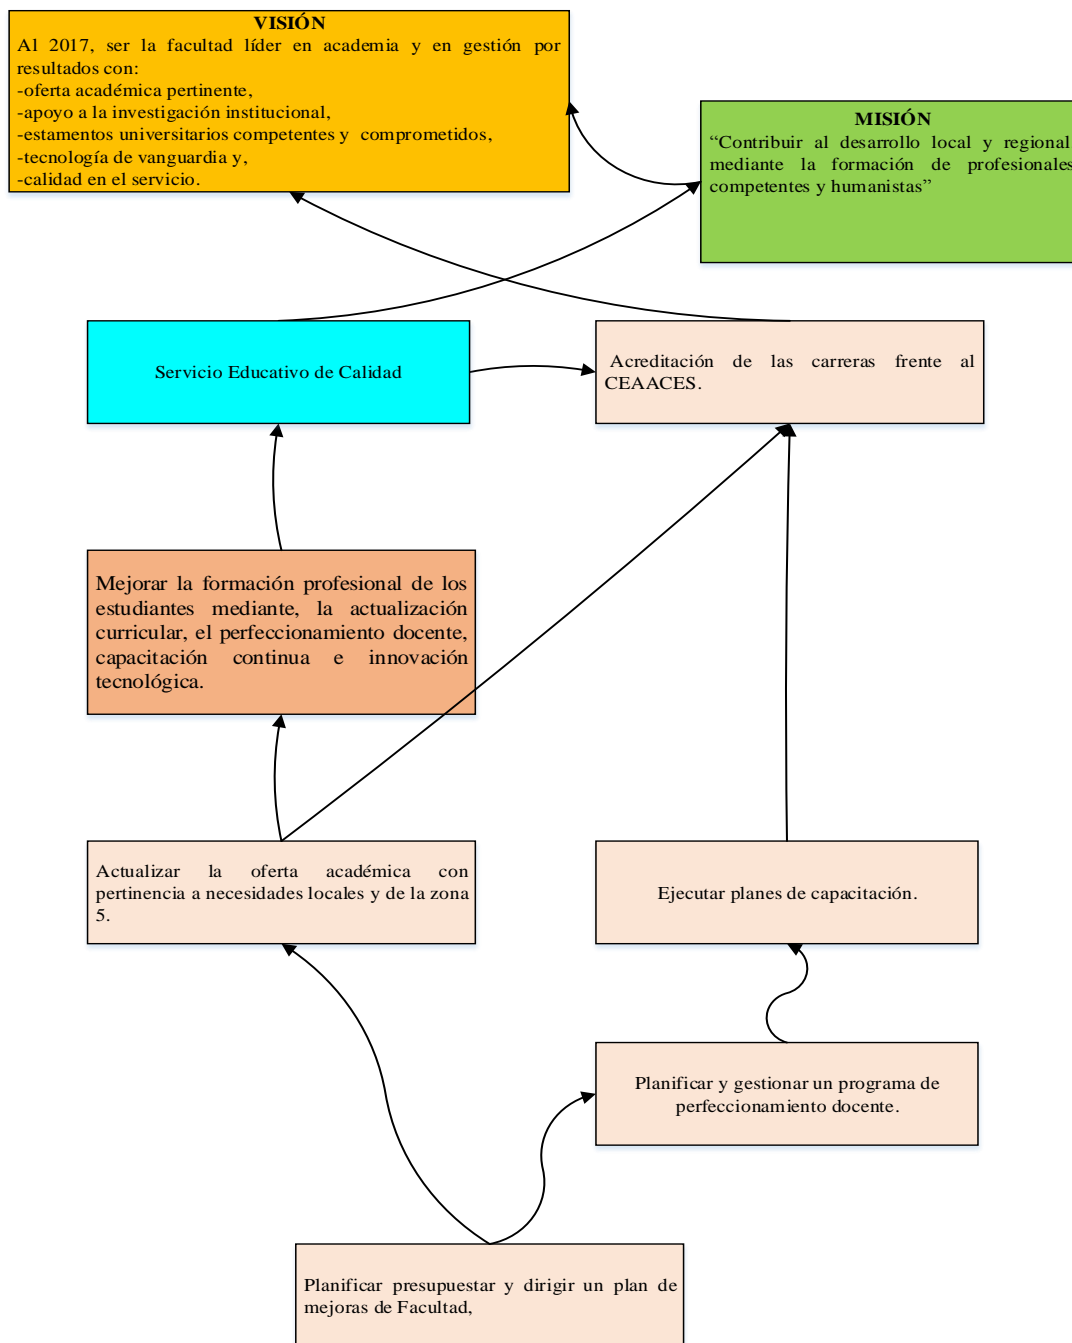 VISIÓN
Al 2017, ser la facultad líder en academia y en gestión por
resultados con:
-oferta académica pertinente,
-apoyo a la investigación institucional,
-estamentos universitarios competentes y comprometidos,
-tecnología de vanguardia y,
-calidad en el servicio.
MISIÓN
“Contribuir al desarrollo local y regional,
mediante la formación de profesionales
competentes y humanistas”
Servicio Educativo de Calidad
Acreditación de las carreras frente al
CEAACES.
Mejorar la formación profesional de los
estudiantes mediante, la actualización
curricular, el perfeccionamiento docente,
capacitación continua e innovación
tecnológica.
Actualizar la oferta académica con
pertinencia a necesidades locales y de la zona
5.
Ejecutar planes de capacitación.
Planificar y gestionar un programa de
perfeccionamiento docente.
Planificar presupuestar y dirigir un plan de
mejoras de Facultad,